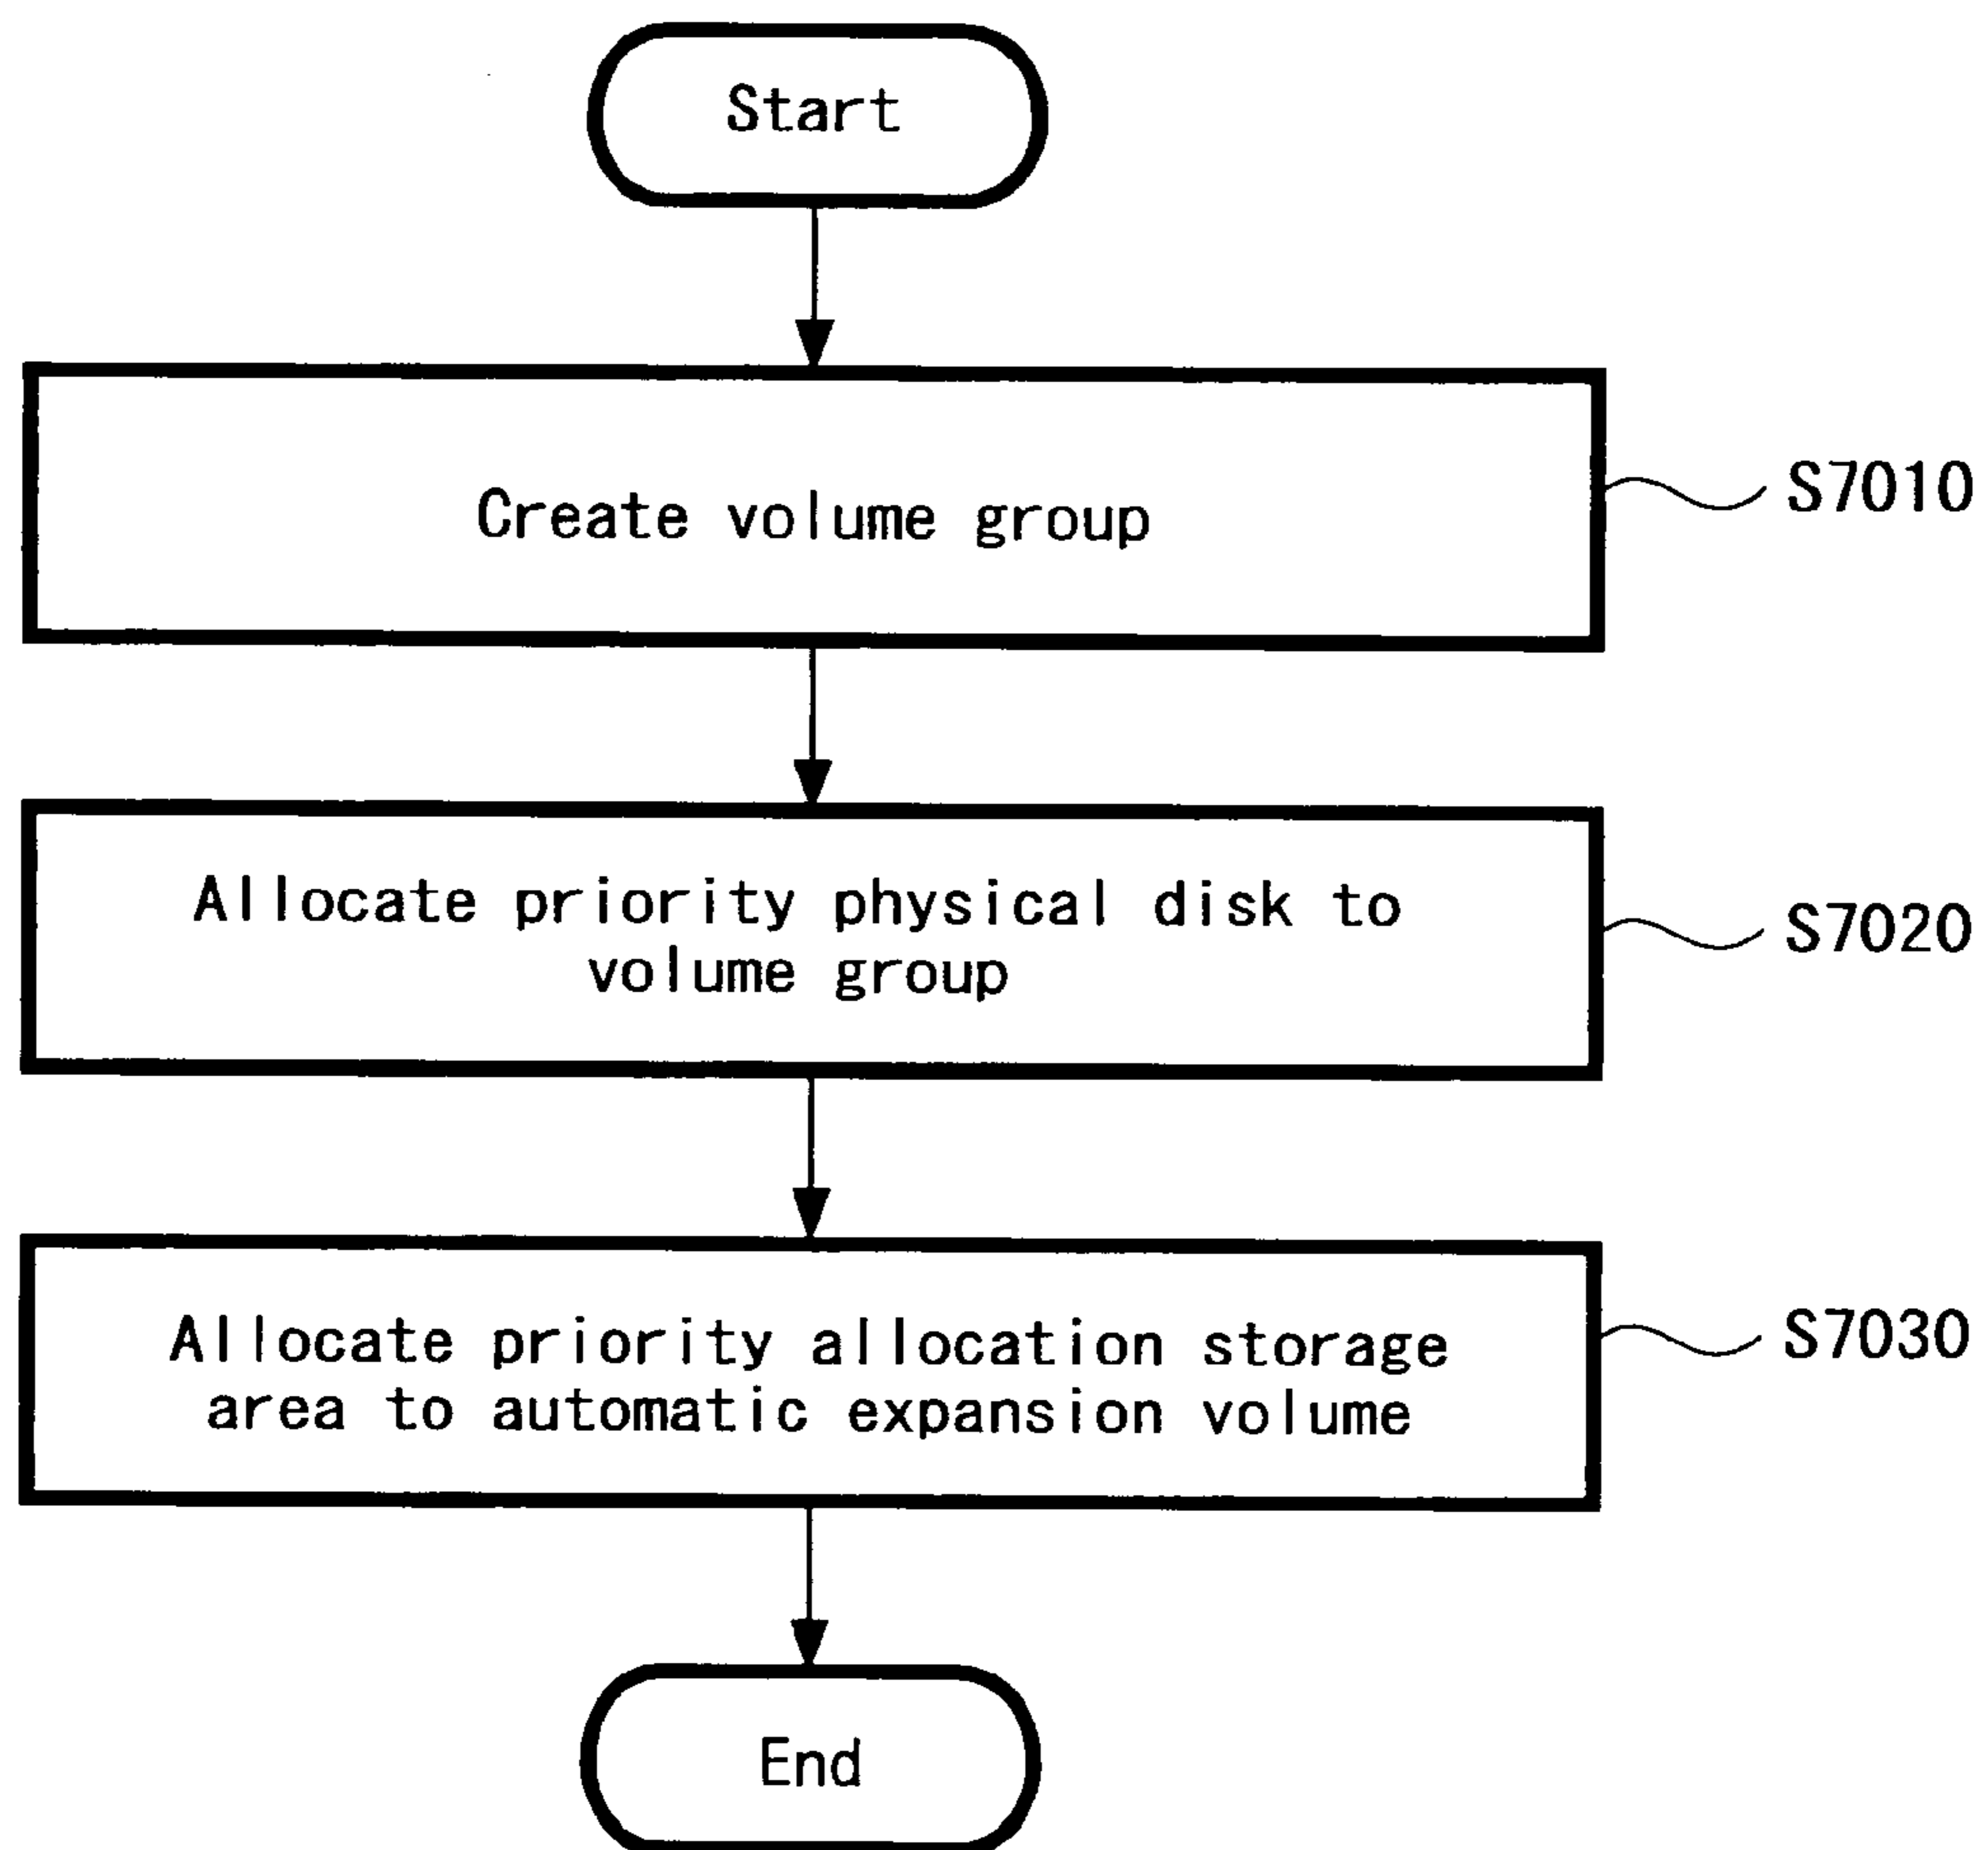 Start
Create volume group
S7010
Allocate priority physical disk to
volume group
S7020
Allocate priority allocation storage
area to automatic expansion volume
S7030
End